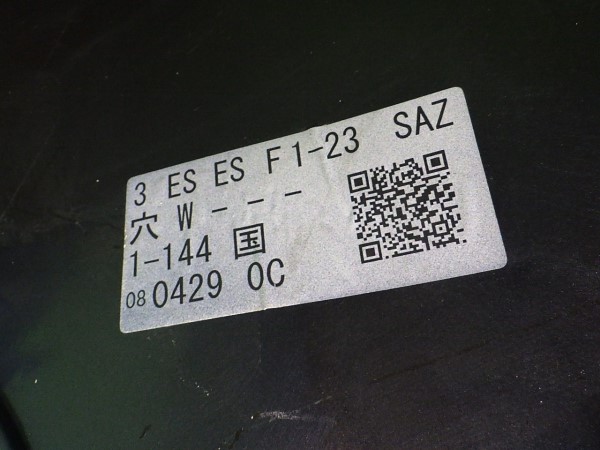 3 ES ES F1-23 SAZ
穴 W - - -
1-144 国
08 0429 0C